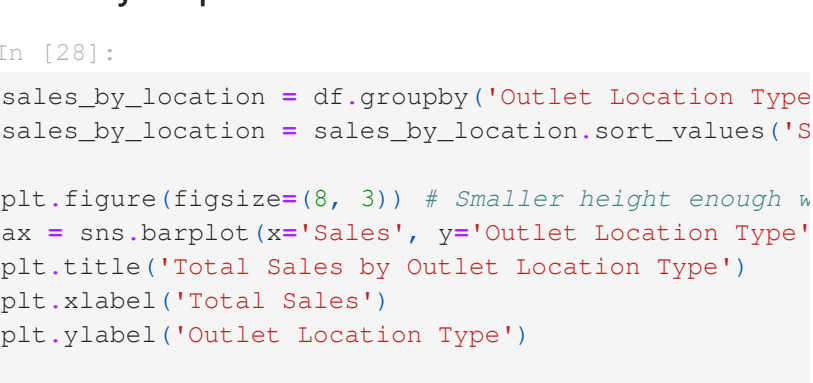 In [28]:
sales_by_location = df.groupby('Outlet Location Type
sales_by_location = sales_by_location.sort_values('S
plt.figure(figsize=(8, 3)) # Smaller height enough w
ax = sns.barplot(x='Sales', y='Outlet Location Type'
plt.title('Total Sales by Outlet Location Type')
plt.xlabel('Total Sales')
plt.ylabel('Outlet Location Type')